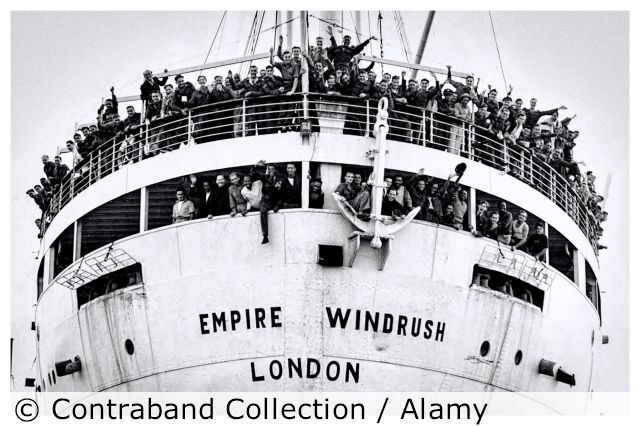 EMPIRE WINDRUSH
LONDON
© Contraband Collection / Alamy